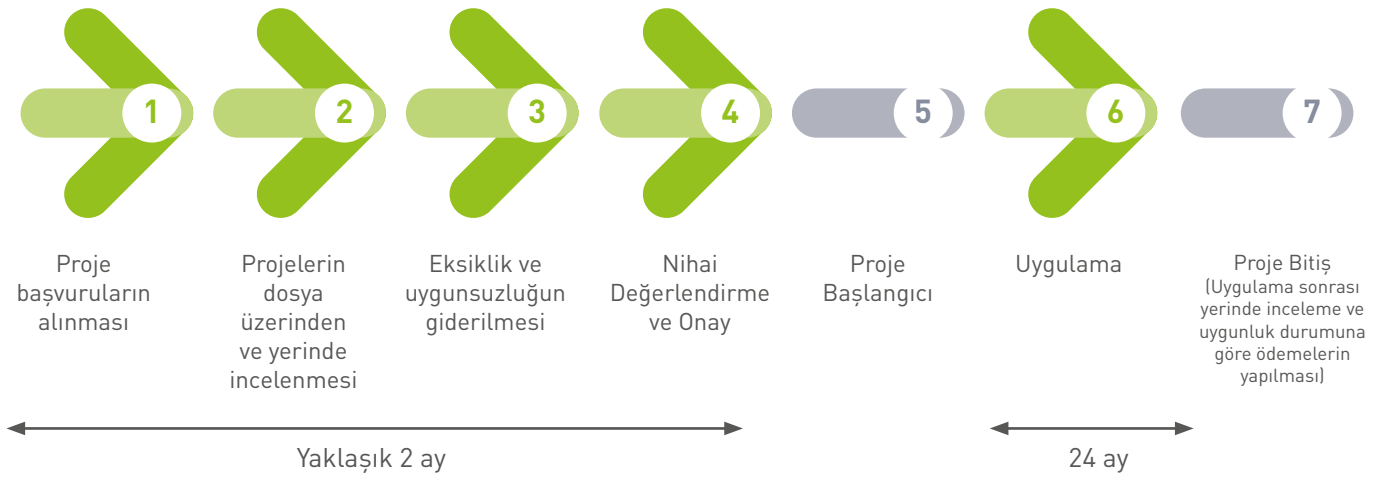 1
2
3
4
5
6
7
Proje
başvuruların
alınması
Projelerin
dosya
üzerinden
ve yerinde
incelenmesi
Eksiklik ve
uygunsuzluğun
giderilmesi
Nihai
Değerlendirme
ve Onay
Proje
Başlangıcı
Uygulama
Proje Bitiş
(Uygulama sonrası
yerinde inceleme ve
uygunluk durumuna
göre ödemelerin
yapılması)
Yaklaşık 2 ay
24 ay